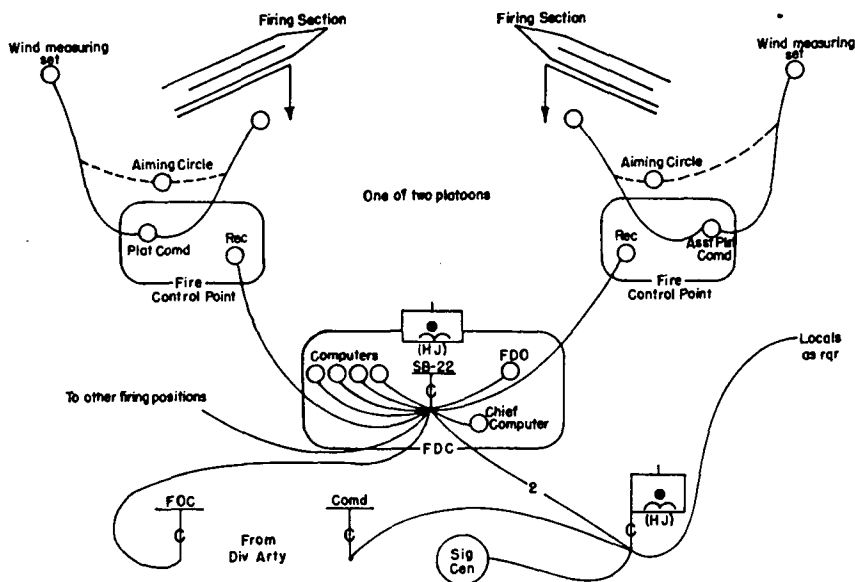 Firing Section
Firing Section
Wind measuring
set
Wind measuring
set
Aiming Circle
Aiming Circle
One of two platoons
Plat Comd
Rec
Fire
Control Point
Rec
Asst Plat
Comd
Fire
Control Point
(HJ)
SB-22
C
Computers
FDO
Chief
Computer
FDC
Locals
as rqr
To other firing positions
2
FOC
C
From
Div Arty
Comd
C
Sig
Cen
(HJ)
C